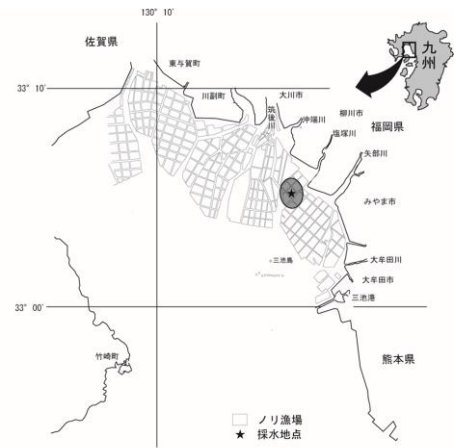 130° 10'
佐賀県
九州
東与賀町
33° 10'
川副町
筑後川
大川市
沖端川
柳川市
塩塚川
福岡県
矢部川
みやま市
三池島
大牟田川
大牟田市
33° 00'
三池港
竹崎町
熊本県
ノリ漁場
★ 採水地点